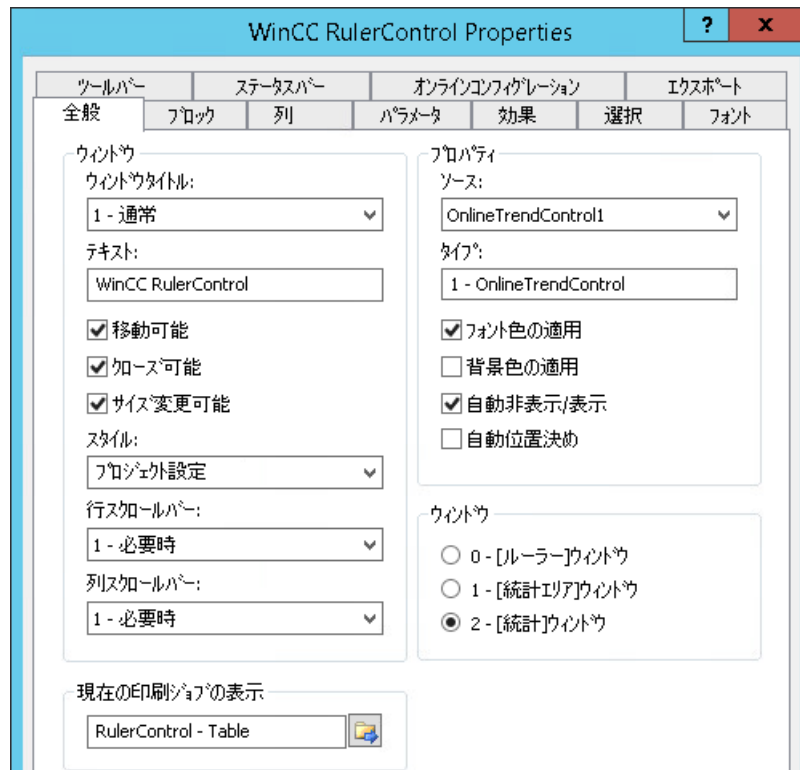 WinCC RulerControl Properties
?
x
ツールバー
ステータスバー
オンラインコンフィグレーション
エクスポート
全般
ブロック
列
パラメータ
効果
選択
フォント
ウィンドウ
ウィンドウタイトル:
1 - 通常
テキスト:
WinCC RulerControl
移動可能
クローズ可能
サイズ変更可能
スタイル:
プロジェクト設定
行スクロールバー:
1 - 必要時
列スクロールバー:
1 - 必要時
現在の印刷ジョブの表示
RulerControl - Table
プロパティ
ソース:
OnlineTrendControl1
タイプ:
1 - OnlineTrendControl
フォント色の適用
背景色の適用
自動非表示/表示
自動位置決め
ウィンドウ
0 - [ルーラー]ウィンドウ
1 - [統計エリア]ウィンドウ
2 - [統計]ウィンドウ